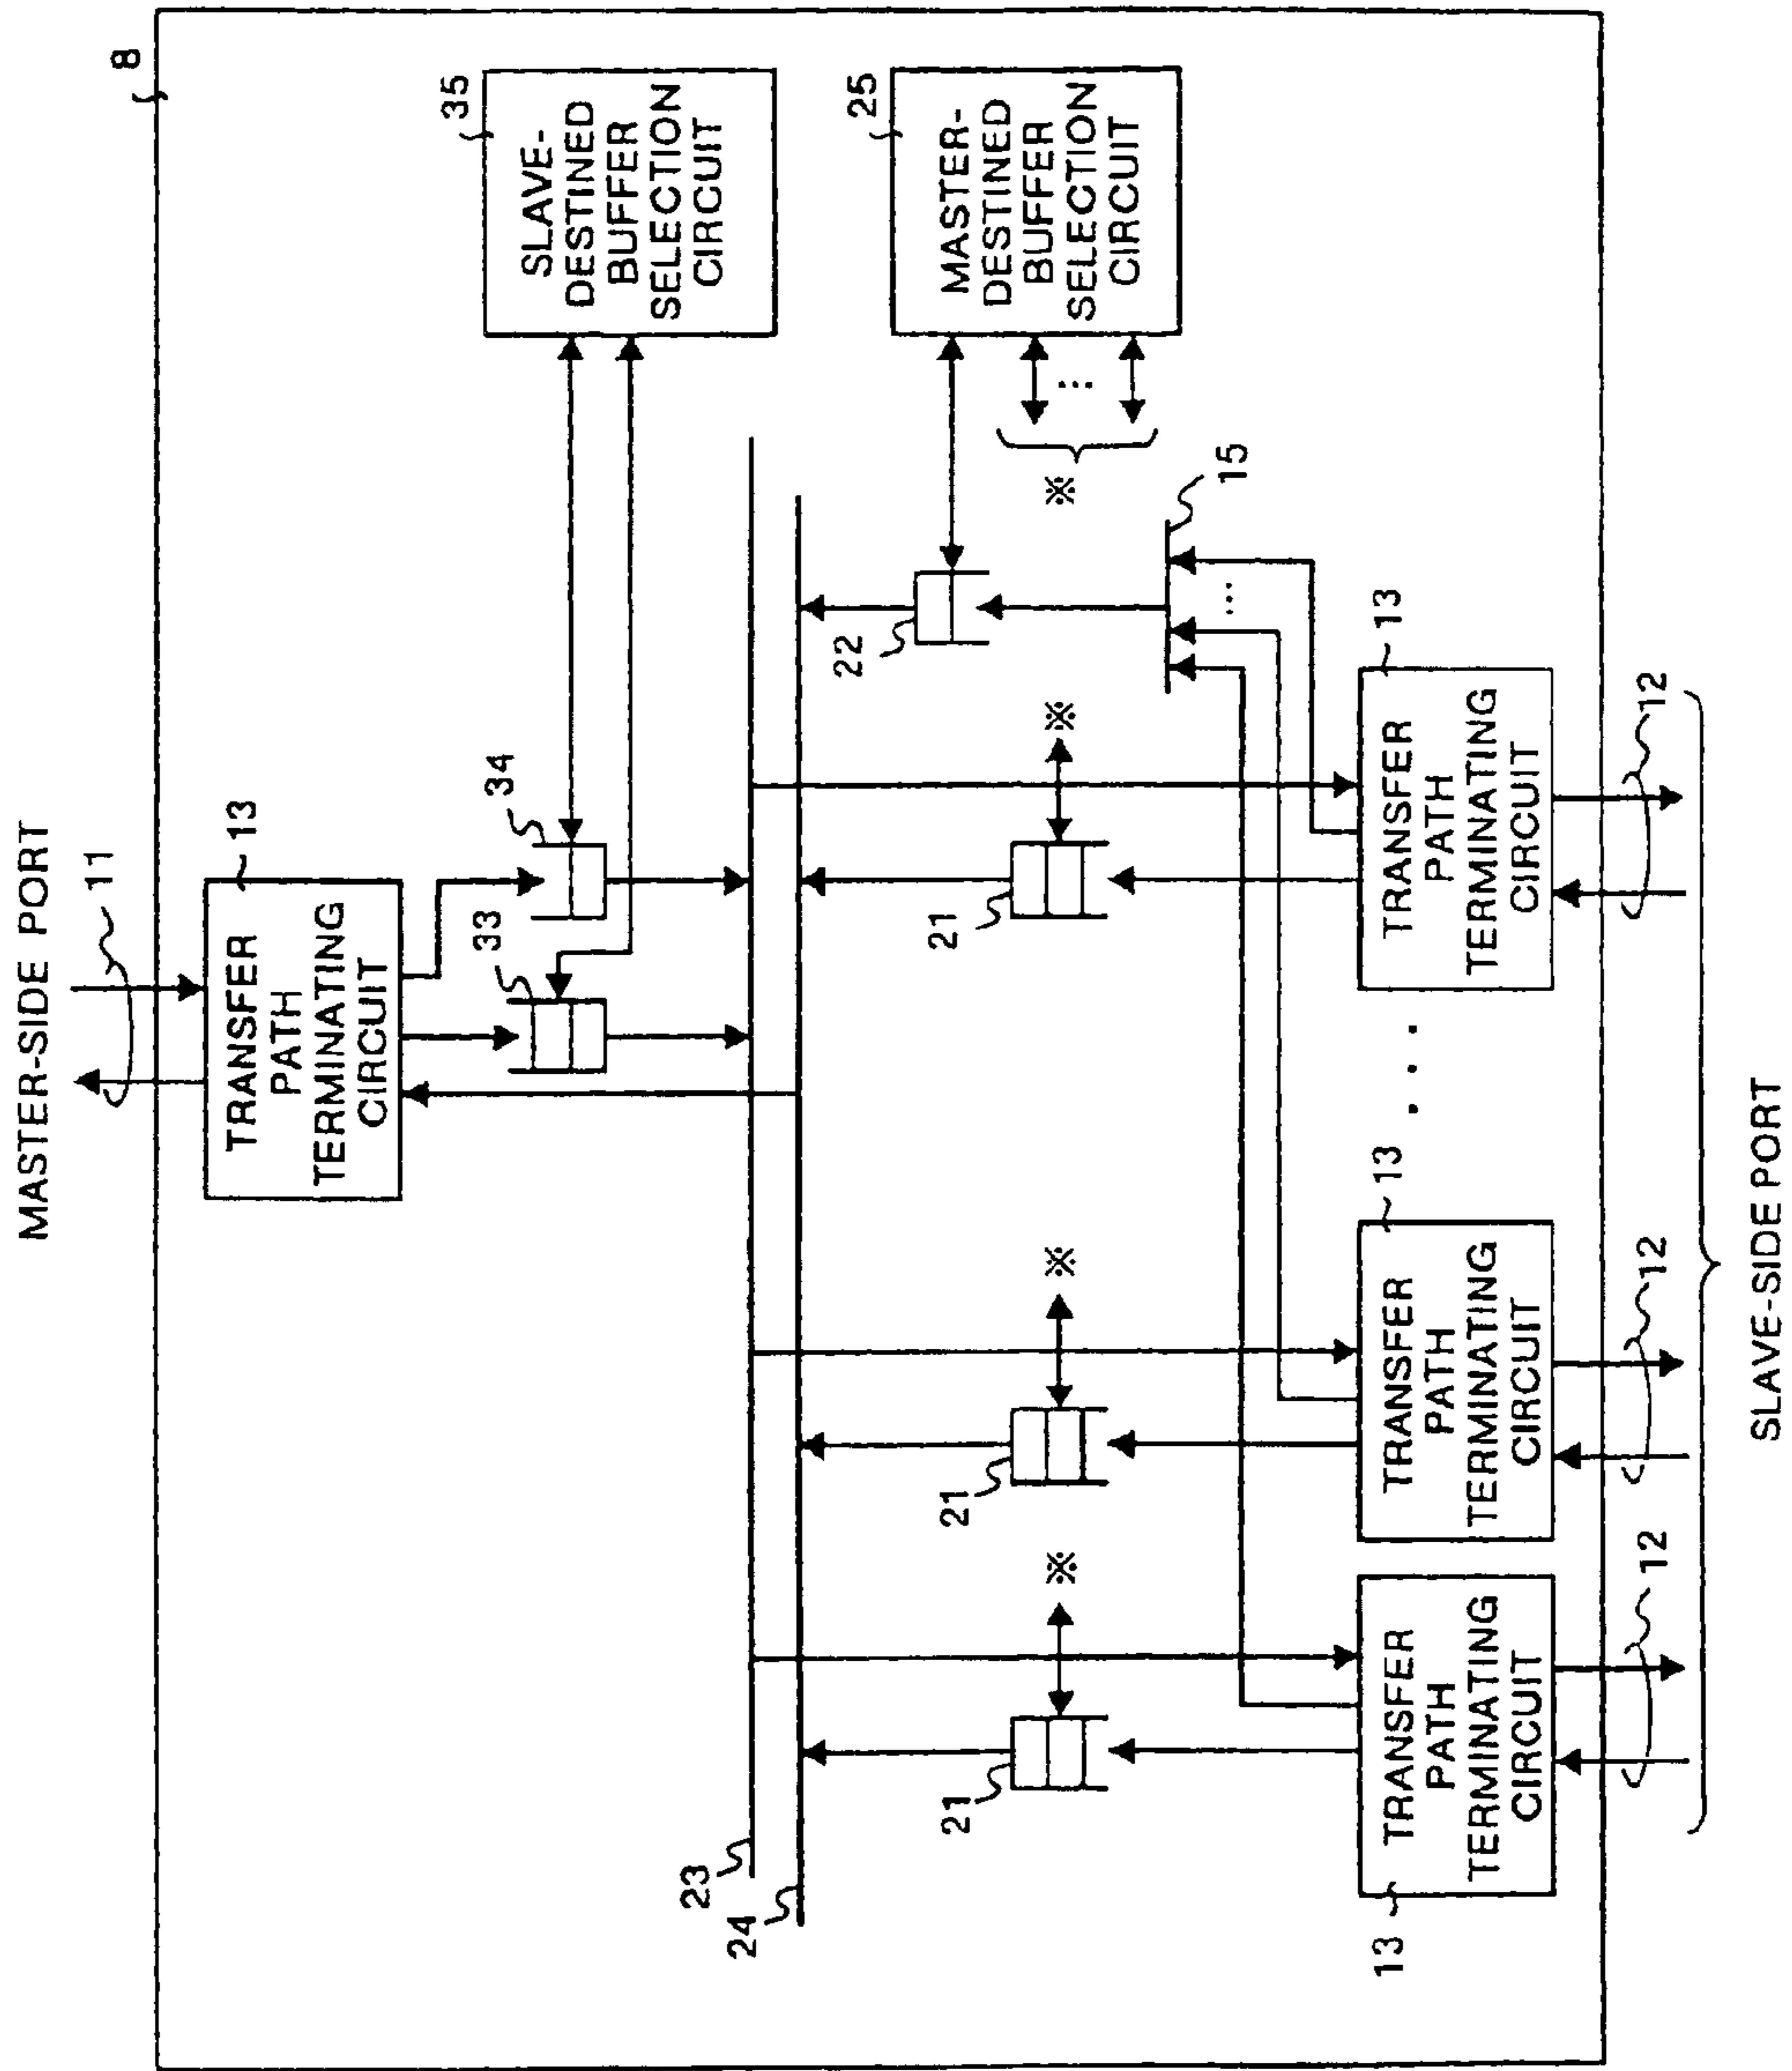 MASTER-SIDE PORT
11
8
TRANSFER
PATH
TERMINATING
CIRCUIT
13
33
34
SLAVE-
DESTINED
BUFFER
SELECTION
CIRCUIT
35
23
24
MASTER-
DESTINED
BUFFER
SELECTION
CIRCUIT
25
22
⋮
※
15
21
※
21
※
21
※
...
TRANSFER
PATH
TERMINATING
CIRCUIT
13
12
TRANSFER
PATH
TERMINATING
CIRCUIT
13
12
. . . .
TRANSFER
PATH
TERMINATING
CIRCUIT
13
12
SLAVE-SIDE PORT